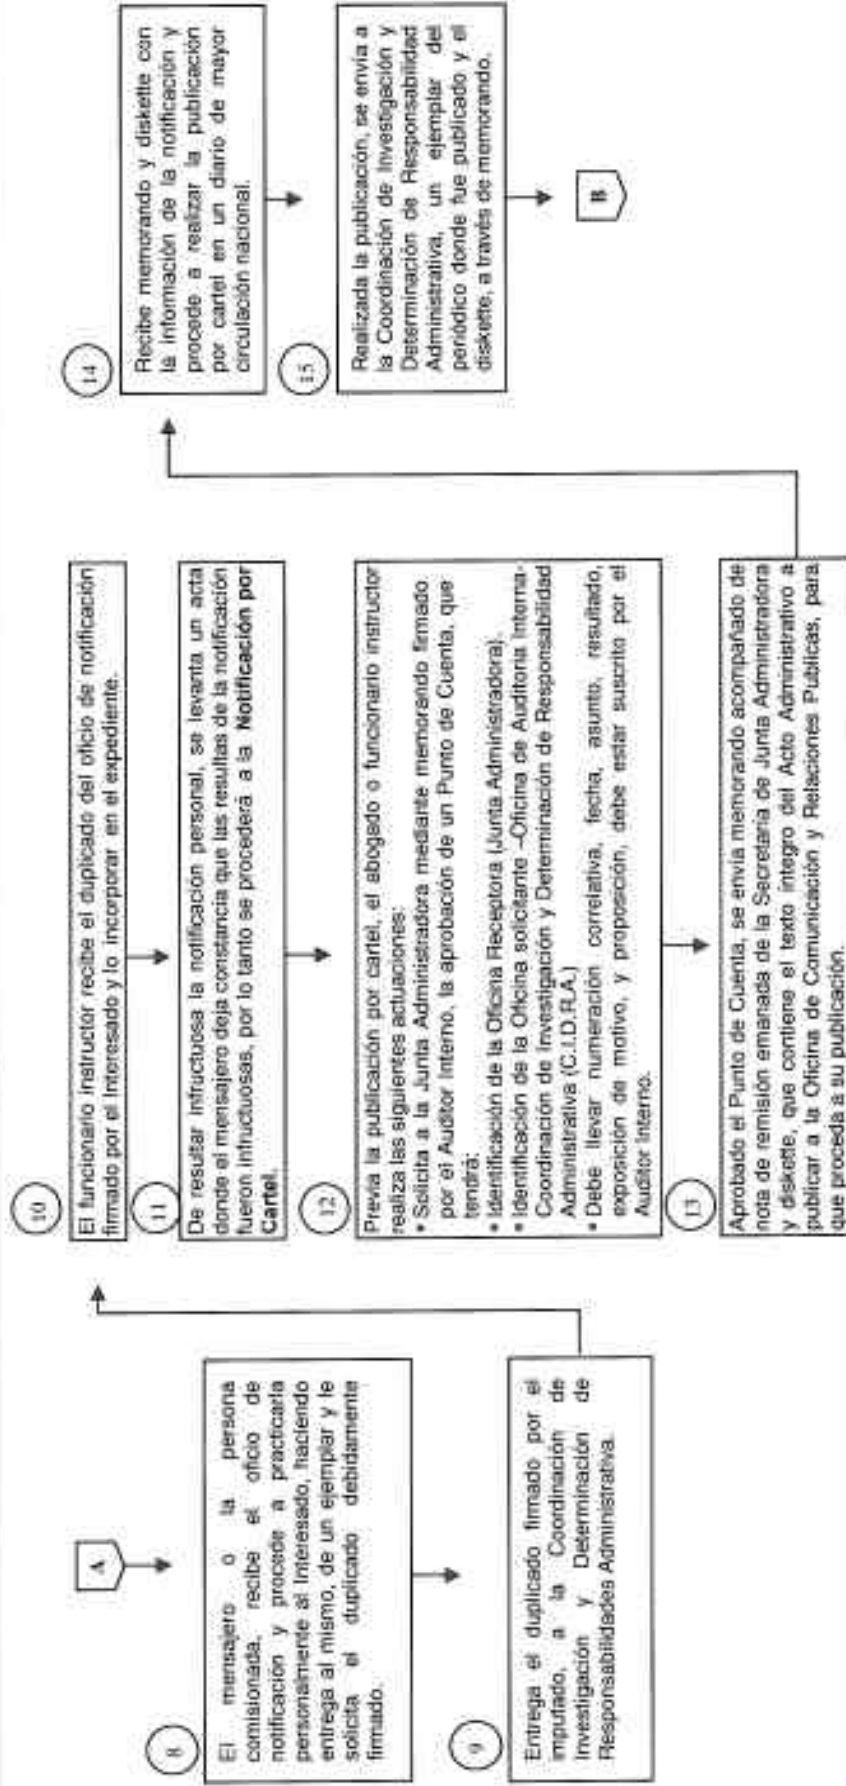 A
8
El mensajero o la persona
comisionada, recibe el oficio de
notificación y procede a practicarla
personalmente al Interesado, haciendo
entrega al mismo, de un ejemplar y le
solicita el duplicado debidamente
firmado.
9
Entrega el duplicado firmado por el
imputado, a la Coordinación de
Investigación y Determinación de
Responsabilidades Administrativa.
10
El funcionario instructor recibe el duplicado del oficio de notificación
firmado por el Interesado y lo incorporar en el expediente.
11
De resultar infructuosa la notificación personal, se levanta un acta
donde el mensajero deja constancia que las resultas de la notificación
fueron infructuosas, por lo tanto se procederá a la Notificación por
Cartel.
12
Previa la publicación por cartel, el abogado o funcionario instructor
realiza las siguientes actuaciones:
• Solicita a la Junta Administradora mediante memorando firmado
por el Auditor Interno, la aprobación de un Punto de Cuenta, que
tendrá:
• Identificación de la Oficina Receptora (Junta Administradora).
• Identificación de la Oficina solicitante –Oficina de Auditoria Interna-
Coordinación de Investigación y Determinación de Responsabilidad
Administrativa (C.I.D.R.A.)
• Debe llevar numeración correlativa, fecha, asunto, resultado,
exposición de motivo, y proposición, debe estar suscrito por el
Auditor Interno.
13
Aprobado el Punto de Cuenta, se envía memorando acompañado de
nota de remisión emanada de la Secretaria de Junta Administradora
y diskette, que contiene el texto íntegro del Acto Administrativo a
publicar a la Oficina de Comunicación y Relaciones Publicas, para
que proceda a su publicación.
14
Recibe memorando y diskette con
la información de la notificación y
procede a realizar la publicación
por cartel en un diario de mayor
circulación nacional.
15
Realizada la publicación, se envía a
la Coordinación de Investigación y
Determinación de Responsabilidad
Administrativa, un ejemplar del
periódico donde fue publicado y el
diskette, a través de memorando.
B